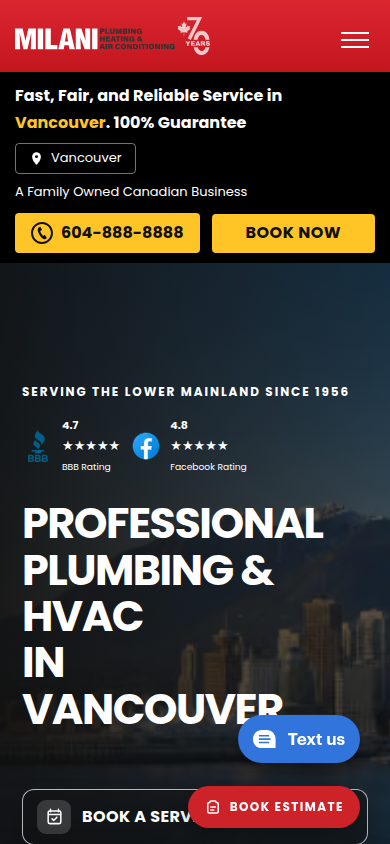 MILANI PLUMBING
HEATING &
AIR CONDITIONING
70
YEARS
Fast, Fair, and Reliable Service in
Vancouver. 100% Guarantee
Vancouver
A Family Owned Canadian Business
604-888-8888
BOOK NOW
SERVING THE LOWER MAINLAND SINCE 1956
4.7
★★★★★
BBB
BBB Rating
4.8
★★★★★
Facebook Rating
PROFESSIONAL
PLUMBING &
HVAC
IN
VANCOUVER
Text us
BOOK A SERV
BOOK ESTIMATE